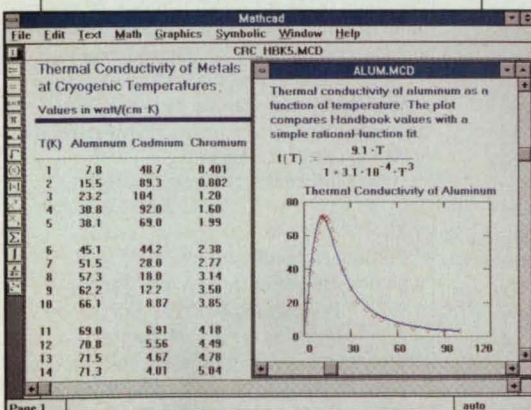 Mathcad
File Edit Text Math Graphics Symbolic Window Help
CRC_HBK5.MCD
Thermal Conductivity of Metals
at Cryogenic Temperatures
Values in watt/(cm K)
T(K) Aluminum Cadmium Chromium
1 7.8 48.7 0.401
2 15.5 89.3 0.802
3 23.2 104 1.20
4 30.8 92.0 1.60
5 38.1 69.0 1.99
6 45.1 44.2 2.38
7 51.5 28.0 2.77
8 57.3 18.0 3.14
9 62.2 12.2 3.50
10 66.1 8.87 3.85
11 69.0 6.91 4.18
12 70.8 5.56 4.49
13 71.5 4.67 4.78
14 71.3 4.01 5.04
ALUM.MCD
Thermal conductivity of aluminum as a
function of temperature. The plot
compares Handbook values with a
simple rational-function fit
f(T) = 9.1·T
1 + 3.1·10⁻⁴·T³
Thermal Conductivity of Aluminum
80
60
40
20
0
0 30 60 90 120
Page 1 auto